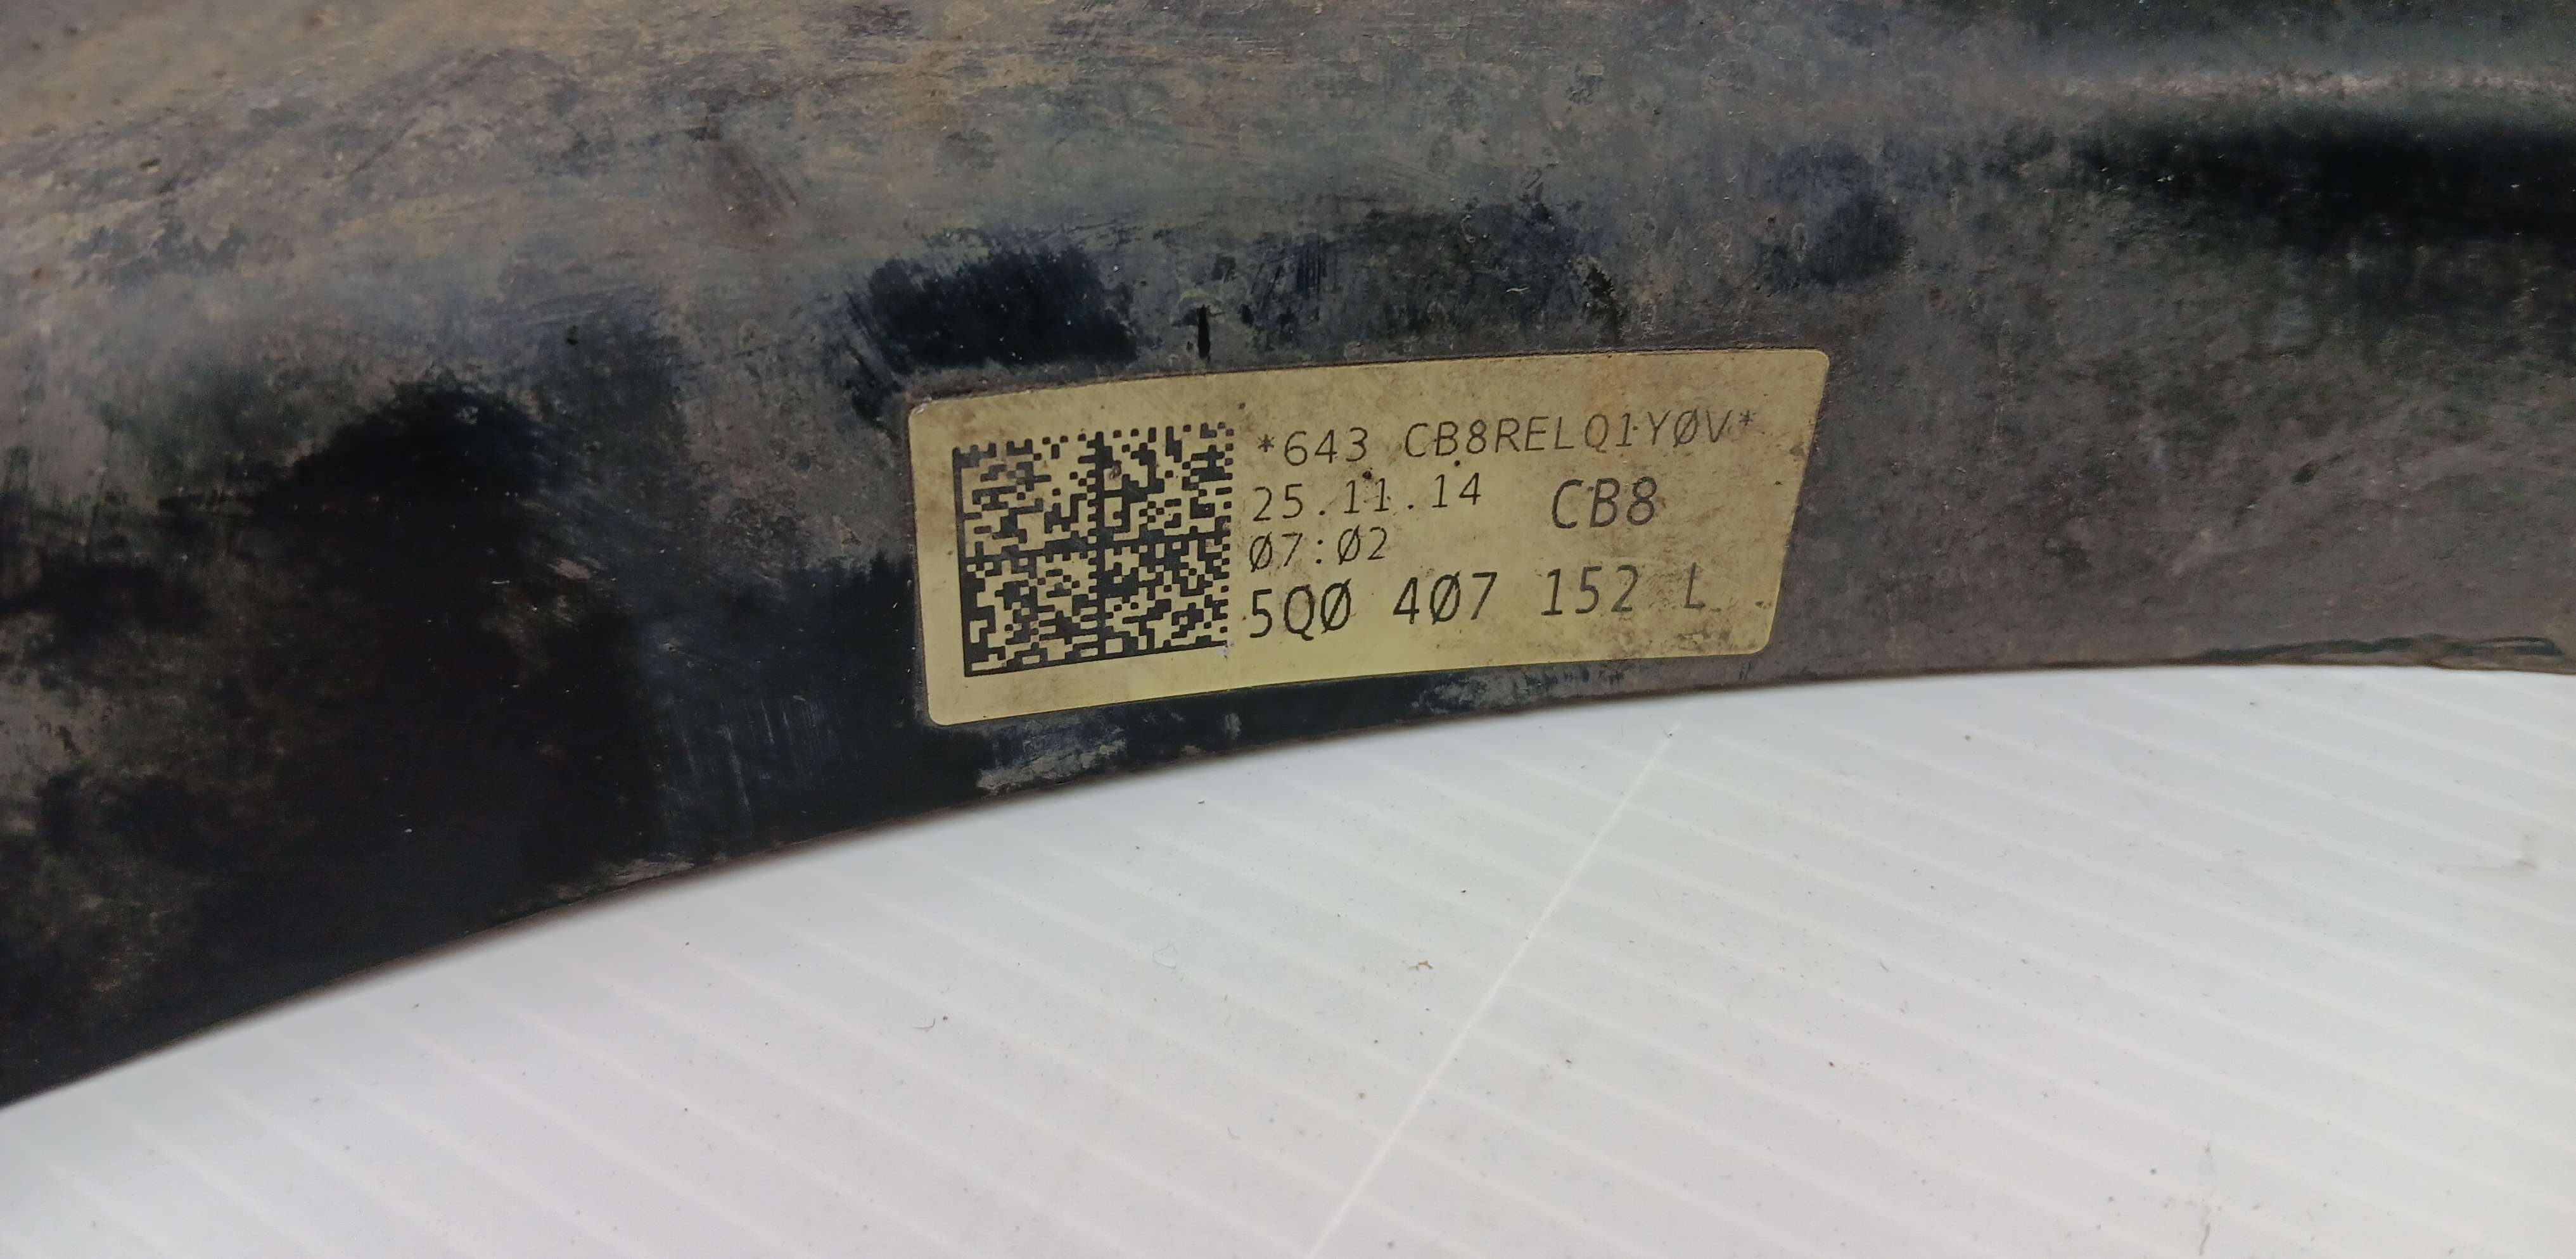 *643 CB8RELQ1Y0V*
25.11.14 CB8
07:02
5Q0 407 152 L